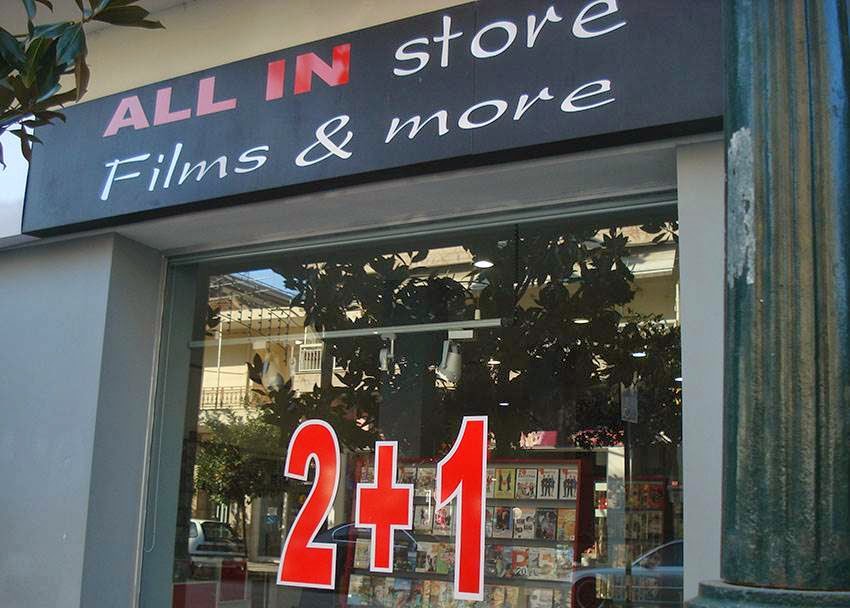 ALL IN store
Films & more
2+1